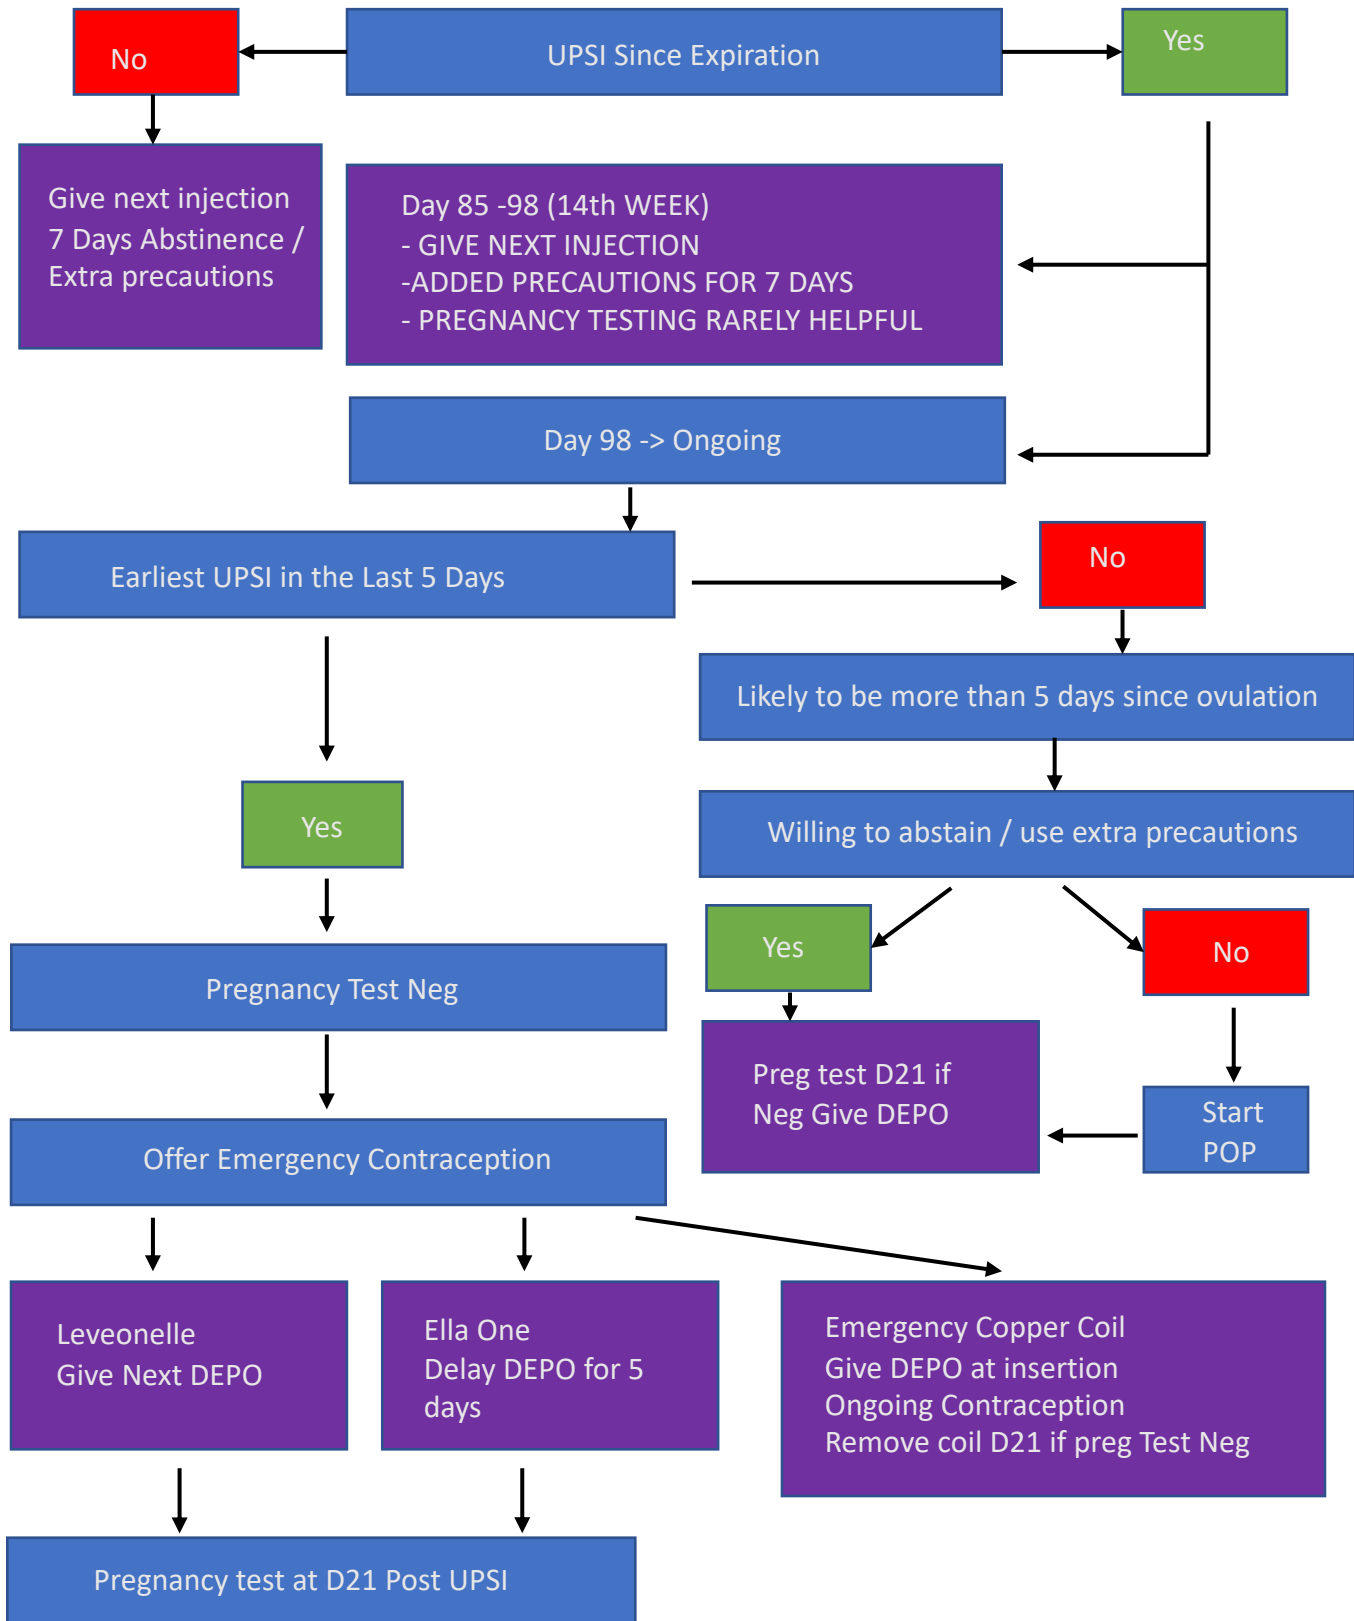 No
UPSI Since Expiration
Yes
Give next injection
7 Days Abstinence /
Extra precautions
Day 85 -98 (14th WEEK)
- GIVE NEXT INJECTION
-ADDED PRECAUTIONS FOR 7 DAYS
- PREGNANCY TESTING RARELY HELPFUL
Day 98 -> Ongoing
Earliest UPSI in the Last 5 Days
No
Likely to be more than 5 days since ovulation
Willing to abstain / use extra precautions
Yes
Yes
No
Pregnancy Test Neg
Preg test D21 if
Neg Give DEPO
Start
POP
Offer Emergency Contraception
Leveonelle
Give Next DEPO
Ella One
Delay DEPO for 5
days
Emergency Copper Coil
Give DEPO at insertion
Ongoing Contraception
Remove coil D21 if preg Test Neg
Pregnancy test at D21 Post UPSI